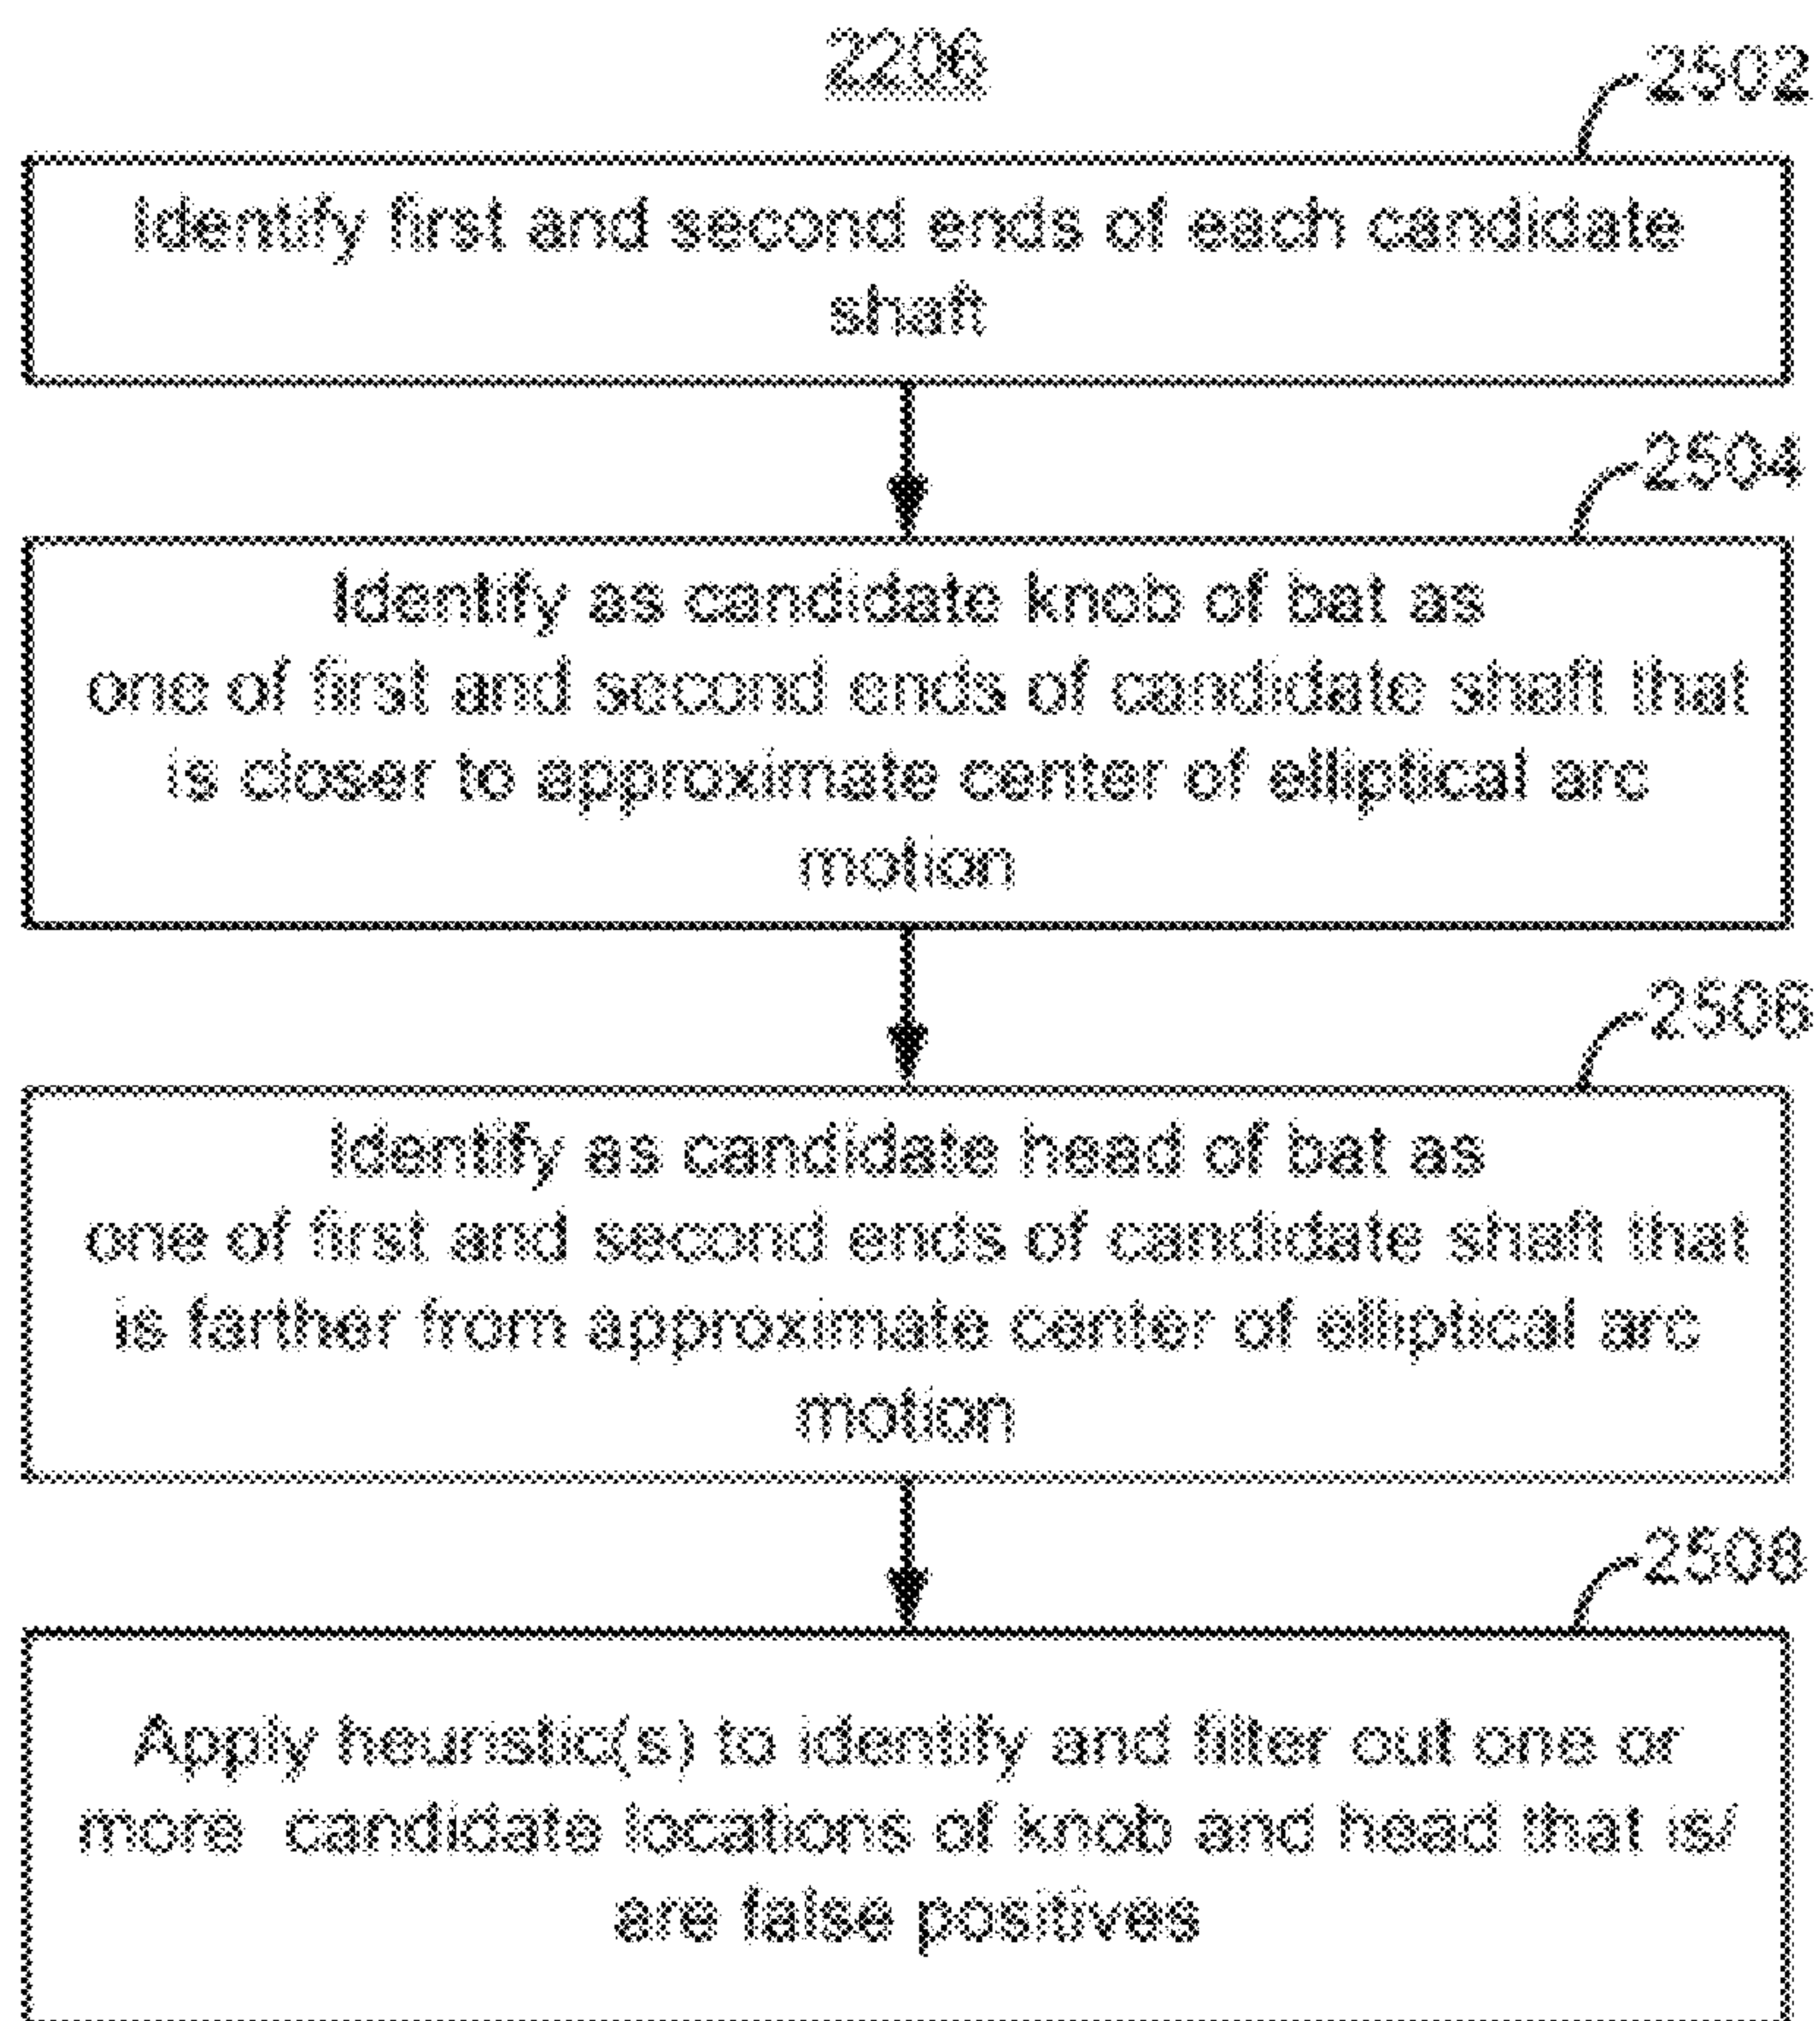 2206
2502
Identify first and second ends of each candidate
shaft
2504
Identify as candidate knob of bat as
one of first and second ends of candidate shaft that
is closer to approximate center of elliptical arc
motion
2506
Identify as candidate head of bat as
one of first and second ends of candidate shaft that
is farther from approximate center of elliptical arc
motion
2508
Apply heuristic(s) to identify and filter out one or
more candidate locations of knob and head that is/
are false positives